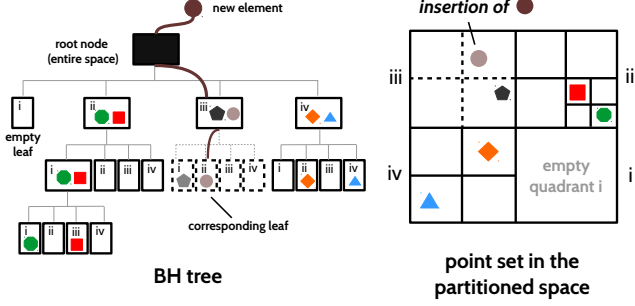 new element
root node
(entire space)
i
ii
iii
iv
empty
leaf
i
ii
iii
iv
i
ii
iii
iv
i
ii
iii
iv
i
ii
iii
iv
corresponding leaf
BH tree
insertion of
iii
ii
iv
i
empty
quadrant i
point set in the
partitioned space